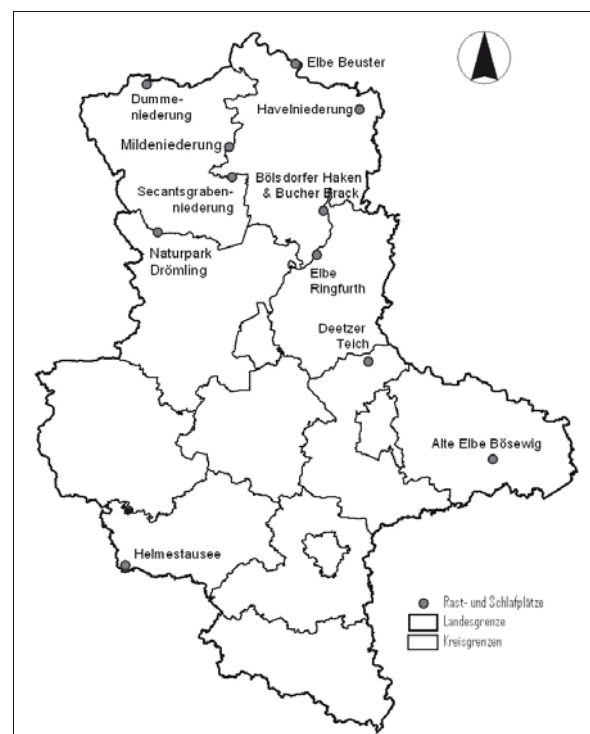 Elbe Beuster
Dumme-
niederung
Havelniederung
Mildeniederung
Bölsdorfer Haken
& Bucher Brack
Secantsgraben-
niederung
Naturpark
Drömling
Elbe
Ringfurth
Deetzer
Teich
Alte Elbe Bösewig
Helmestausee
Rast- und Schlafplätze
Landesgrenze
Kreisgrenzen